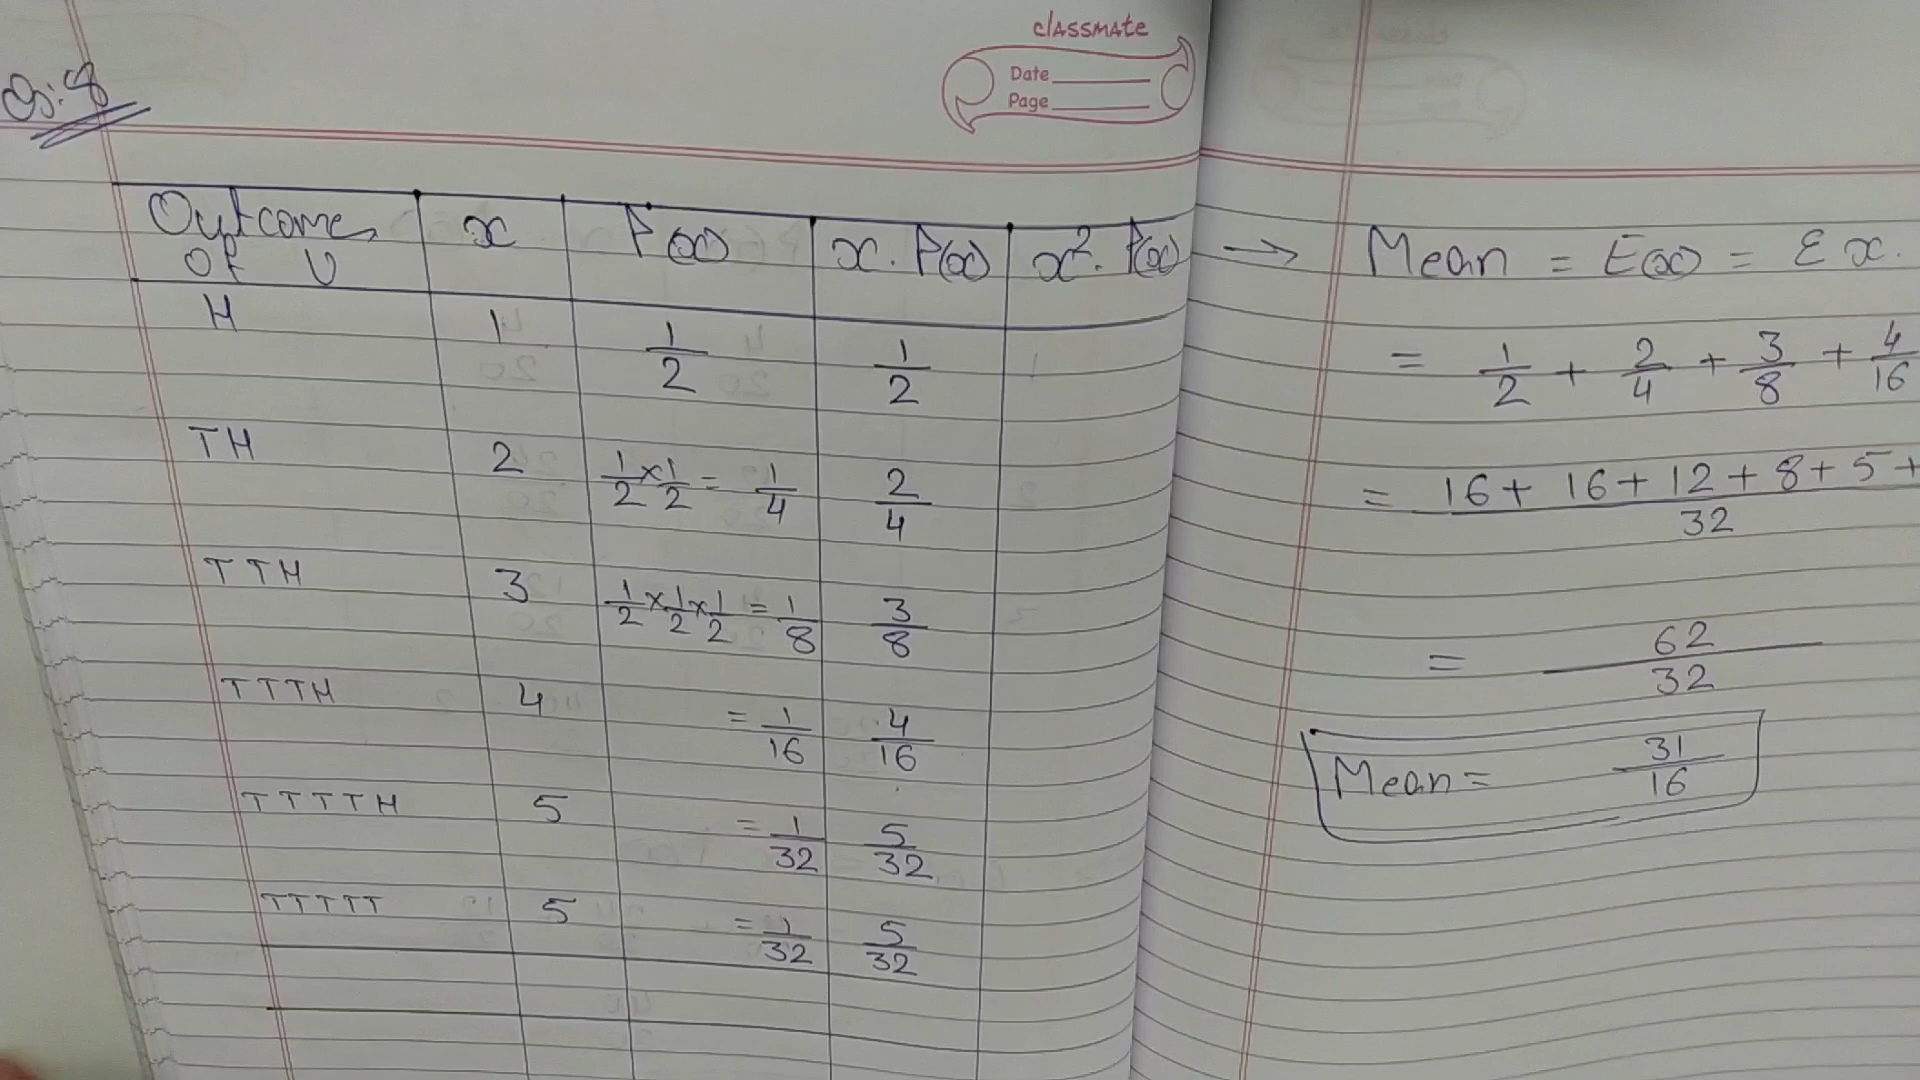 classmate
Date
Page
Q:8
Outcomes of U | x | P(x) | x. P(x) | x². P(x)
H | 1 | 1/2 | 1/2
TH | 2 | 1/2 × 1/2 = 1/4 | 2/4
TTH | 3 | 1/2 × 1/2 × 1/2 = 1/8 | 3/8
TTTH | 4 | = 1/16 | 4/16
TTTTH | 5 | = 1/32 | 5/32
TTTTT | 5 | = 1/32 | 5/32
→ Mean = E(x) = Σ x.
= 1/2 + 2/4 + 3/8 + 4/16
= 16 + 16 + 12 + 8 + 5 + / 32
= 62/32
Mean = 31/16